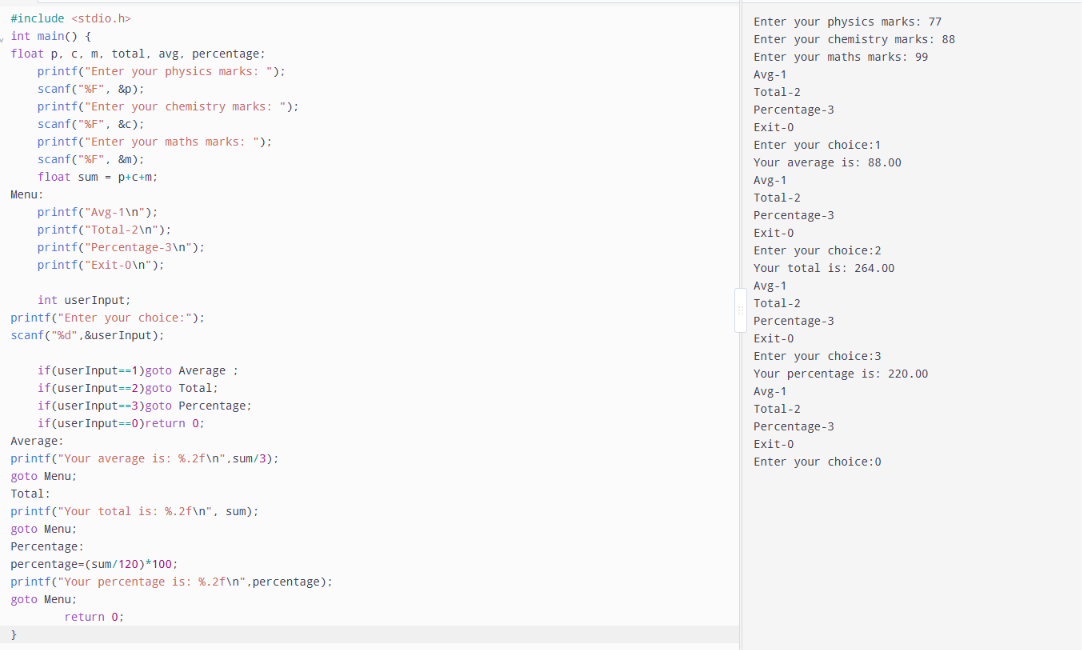 #include <stdio.h>
int main() {
float p, c, m, total, avg, percentage;
    printf("Enter your physics marks: ");
    scanf("%F", &p);
    printf("Enter your chemistry marks: ");
    scanf("%F", &c);
    printf("Enter your maths marks: ");
    scanf("%F", &m);
    float sum = p+c+m;
Menu:
    printf("Avg-1\n");
    printf("Total-2\n");
    printf("Percentage-3\n");
    printf("Exit-0\n");
    int userInput;
printf("Enter your choice:");
scanf("%d",&userInput);
    if(userInput==1)goto Average ;
    if(userInput==2)goto Total;
    if(userInput==3)goto Percentage;
    if(userInput==0)return 0;
Average:
printf("Your average is: %.2f\n",sum/3);
goto Menu;
Total:
printf("Your total is: %.2f\n", sum);
goto Menu;
Percentage:
percentage=(sum/120)*100;
printf("Your percentage is: %.2f\n",percentage);
goto Menu;
        return 0;
}
Enter your physics marks: 77
Enter your chemistry marks: 88
Enter your maths marks: 99
Avg-1
Total-2
Percentage-3
Exit-0
Enter your choice:1
Your average is: 88.00
Avg-1
Total-2
Percentage-3
Exit-0
Enter your choice:2
Your total is: 264.00
Avg-1
Total-2
Percentage-3
Exit-0
Enter your choice:3
Your percentage is: 220.00
Avg-1
Total-2
Percentage-3
Exit-0
Enter your choice:0